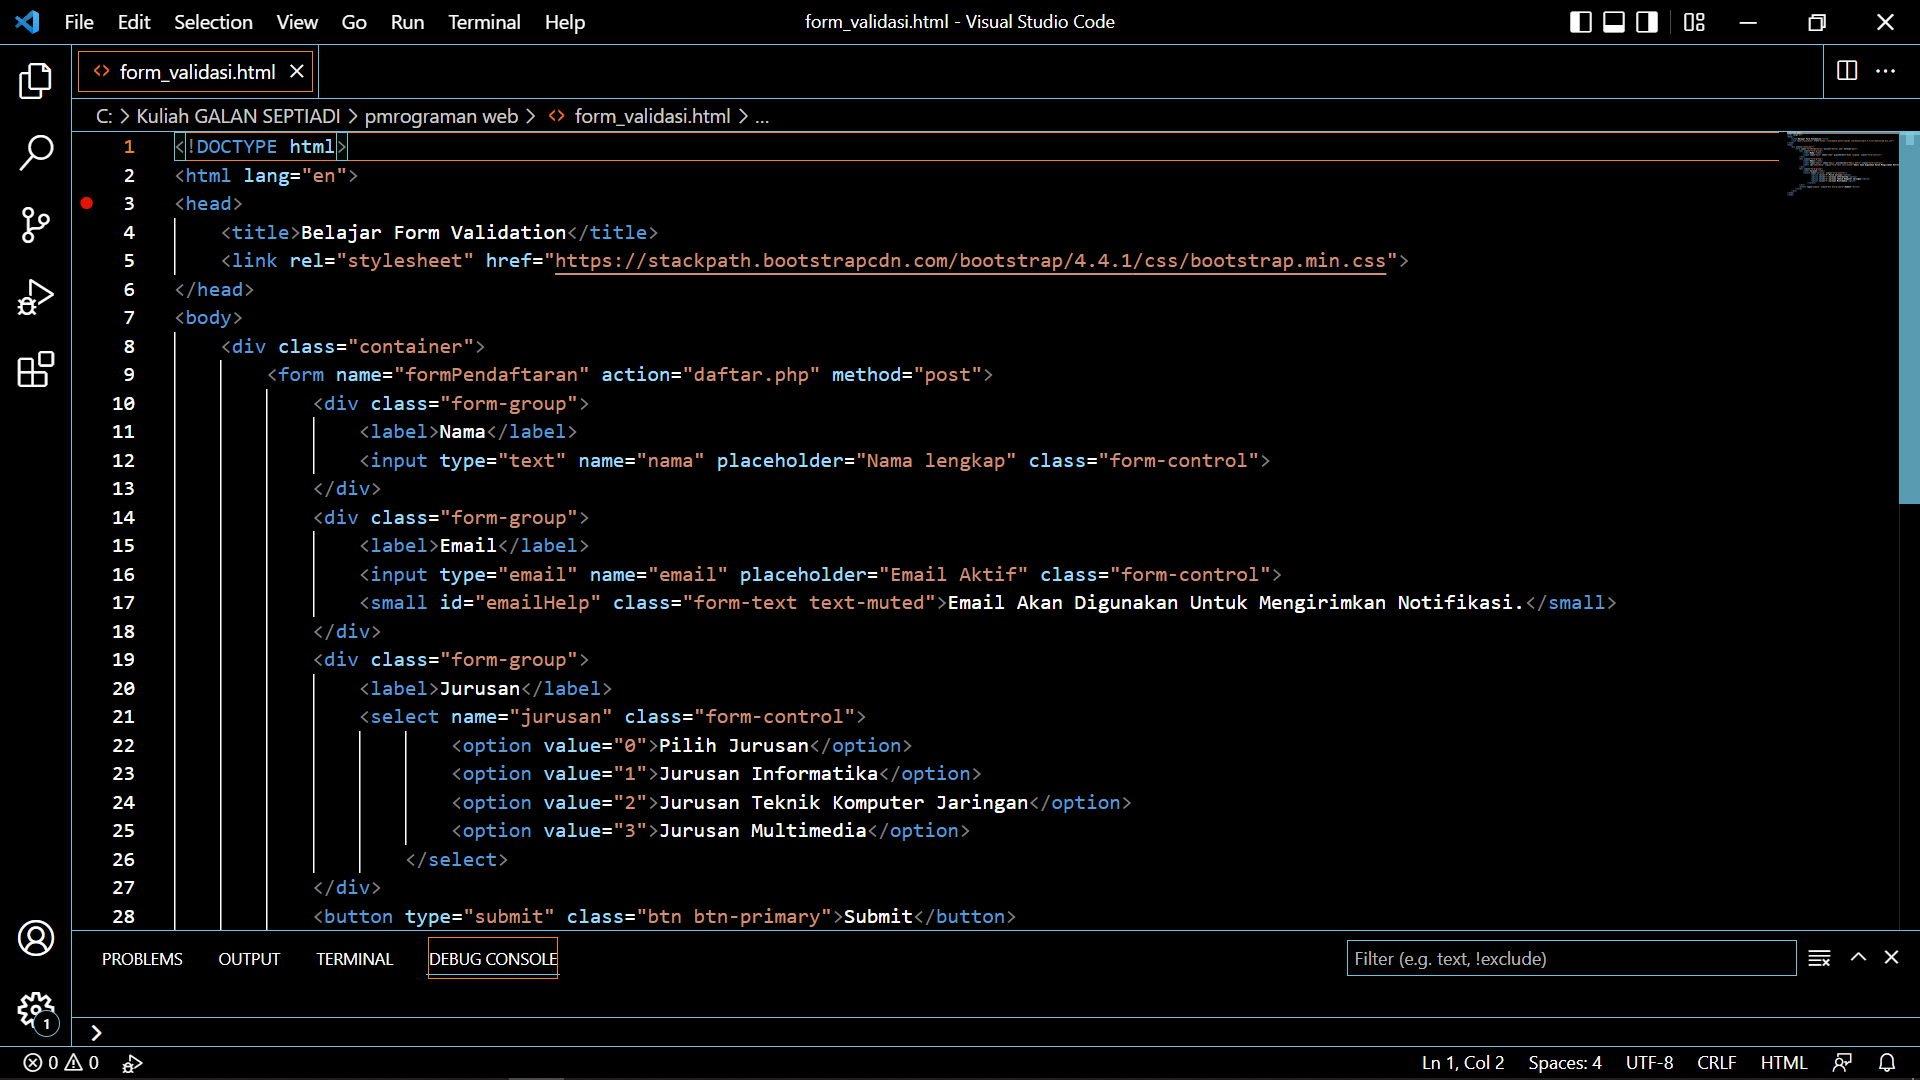 File Edit Selection View Go Run Terminal Help form_validasi.html - Visual Studio Code
form_validasi.html
C: > Kuliah GALAN SEPTIADI > pmrograman web > form_validasi.html > ...
1 <!DOCTYPE html>
2 <html lang="en">
3 <head>
4 <title>Belajar Form Validation</title>
5 <link rel="stylesheet" href="https://stackpath.bootstrapcdn.com/bootstrap/4.4.1/css/bootstrap.min.css">
6 </head>
7 <body>
8 <div class="container">
9 <form name="formPendaftaran" action="daftar.php" method="post">
10 <div class="form-group">
11 <label>Nama</label>
12 <input type="text" name="nama" placeholder="Nama lengkap" class="form-control">
13 </div>
14 <div class="form-group">
15 <label>Email</label>
16 <input type="email" name="email" placeholder="Email Aktif" class="form-control">
17 <small id="emailHelp" class="form-text text-muted">Email Akan Digunakan Untuk Mengirimkan Notifikasi.</small>
18 </div>
19 <div class="form-group">
20 <label>Jurusan</label>
21 <select name="jurusan" class="form-control">
22 <option value="0">Pilih Jurusan</option>
23 <option value="1">Jurusan Informatika</option>
24 <option value="2">Jurusan Teknik Komputer Jaringan</option>
25 <option value="3">Jurusan Multimedia</option>
26 </select>
27 </div>
28 <button type="submit" class="btn btn-primary">Submit</button>
PROBLEMS OUTPUT TERMINAL DEBUG CONSOLE Filter (e.g. text, !exclude)
1
0 0 Ln 1, Col 2 Spaces: 4 UTF-8 CRLF HTML